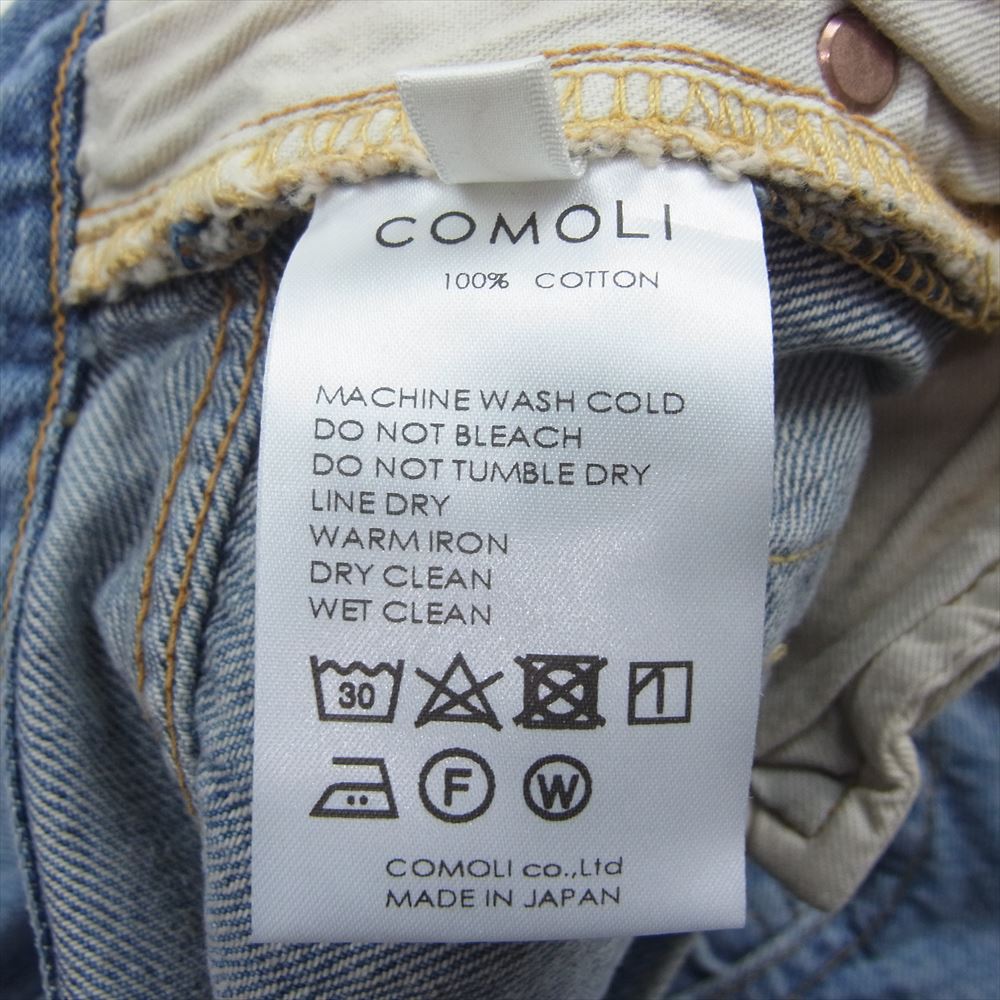 COMOLI
100% COTTON
MACHINE WASH COLD
DO NOT BLEACH
DO NOT TUMBLE DRY
LINE DRY
WARM IRON
DRY CLEAN
WET CLEAN
30
F W
COMOLI co.,Ltd
MADE IN JAPAN